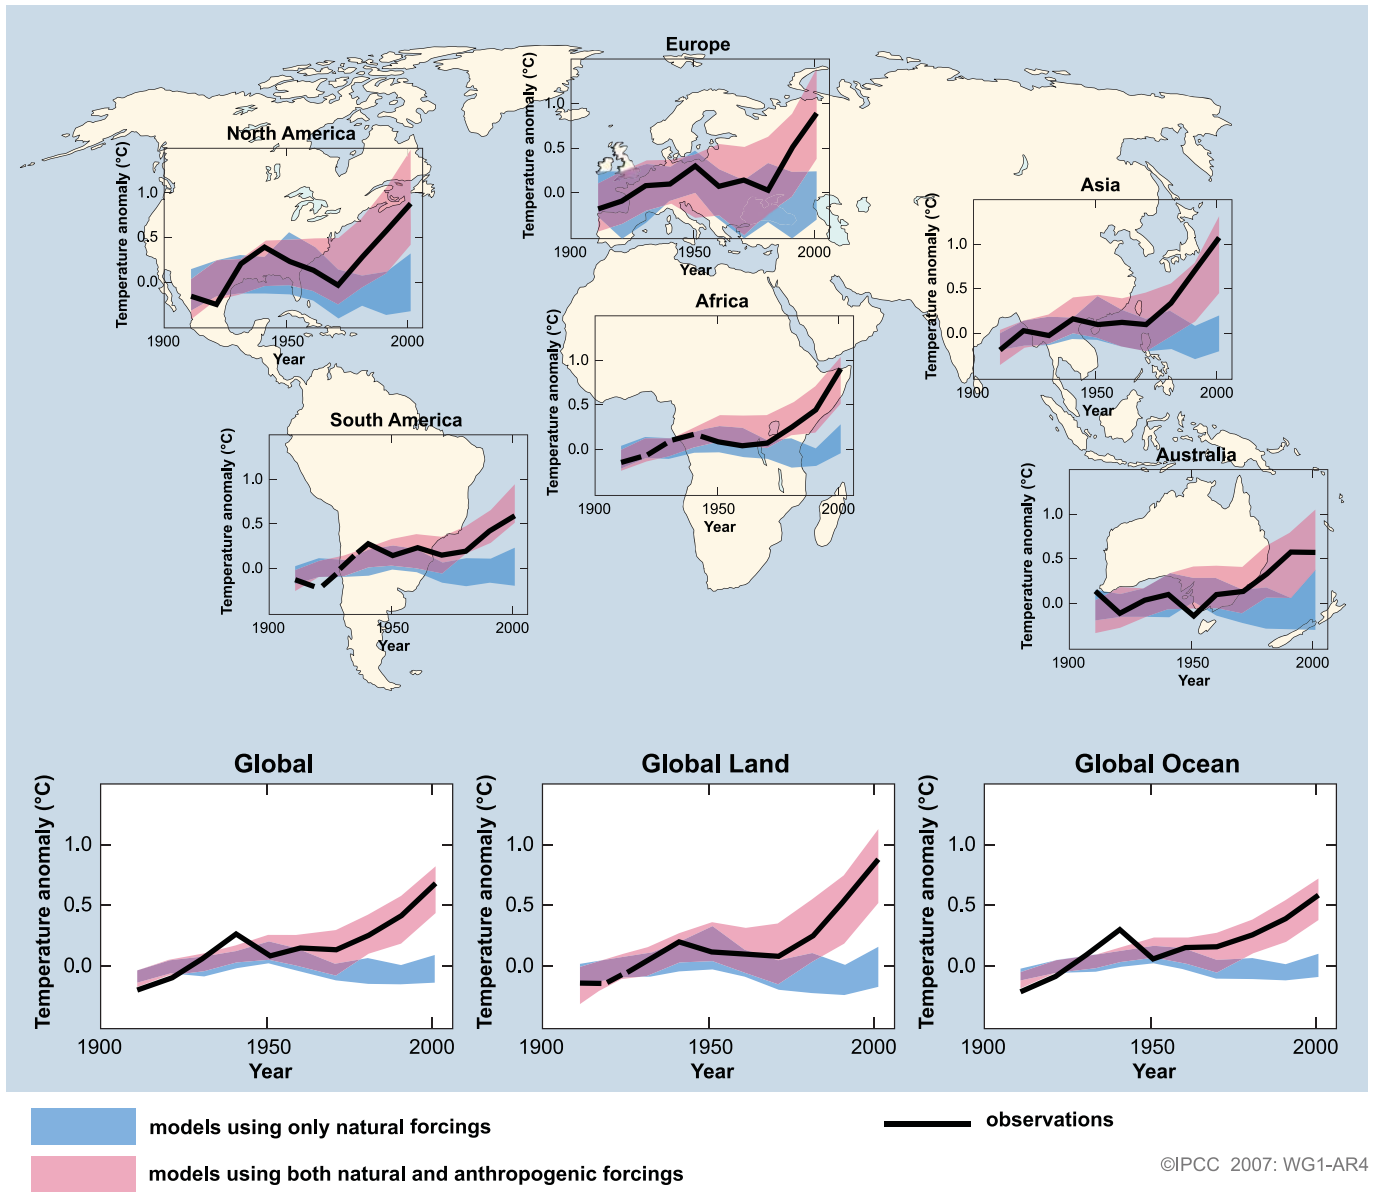 Europe
Temperature anomaly (°C)
1.0
0.5
0.0
1900
1950
2000
Year
North America
Temperature anomaly (°C)
1.0
0.5
0.0
1900
1950
2000
Year
Asia
Temperature anomaly (°C)
1.0
0.5
0.0
1900
1950
2000
Year
Africa
Temperature anomaly (°C)
1.0
0.5
0.0
1900
1950
2000
Year
South America
Temperature anomaly (°C)
1.0
0.5
0.0
1900
1950
2000
Year
Australia
Temperature anomaly (°C)
1.0
0.5
0.0
1900
1950
2000
Year
Global
Temperature anomaly (°C)
1.0
0.5
0.0
1900
1950
2000
Year
Global Land
Temperature anomaly (°C)
1.0
0.5
0.0
1900
1950
2000
Year
Global Ocean
Temperature anomaly (°C)
1.0
0.5
0.0
1900
1950
2000
Year
models using only natural forcings
observations
models using both natural and anthropogenic forcings
©IPCC 2007: WG1-AR4